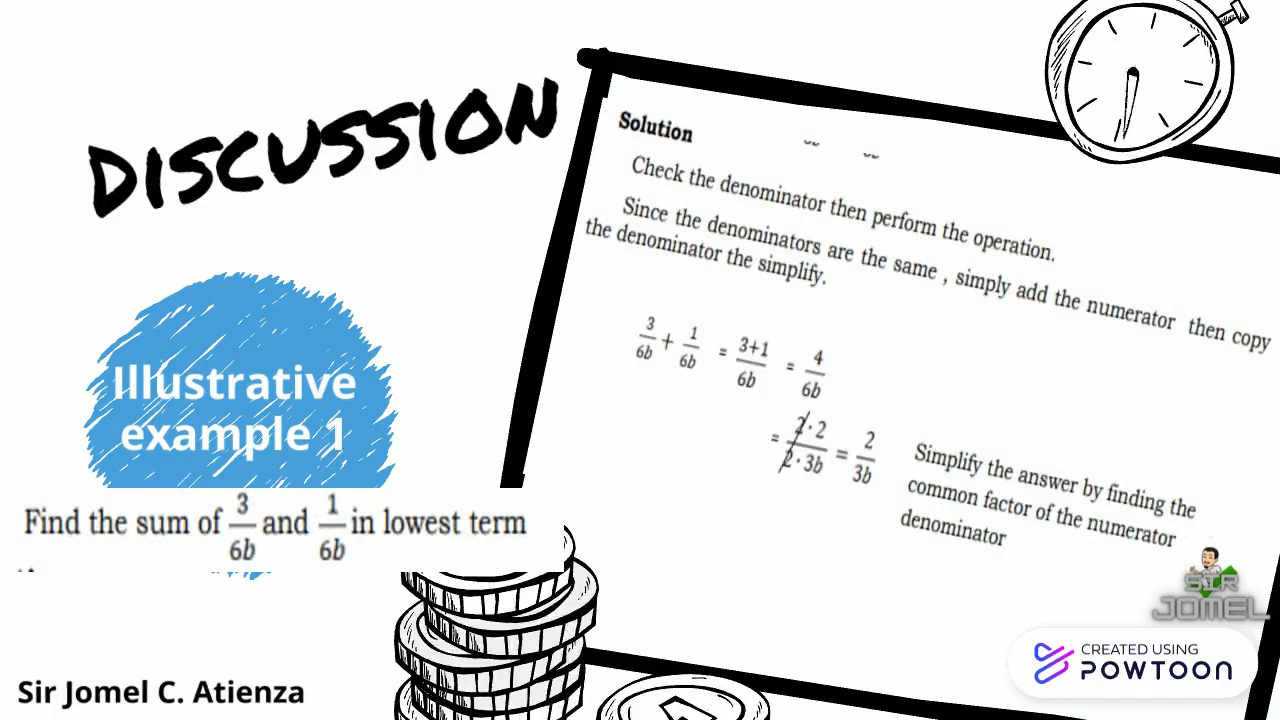 DISCUSSION
Illustrative
example 1
Find the sum of 3/6b and 1/6b in lowest term
Sir Jomel C. Atienza
Solution
Check the denominator then perform the operation.
Since the denominators are the same , simply add the numerator then copy
the denominator the simplify.
3/6b + 1/6b = 3+1/6b = 4/6b
= 2·2/2·3b = 2/3b
Simplify the answer by finding the
common factor of the numerator
denominator
SIR
JOMEL
CREATED USING
POWTOON